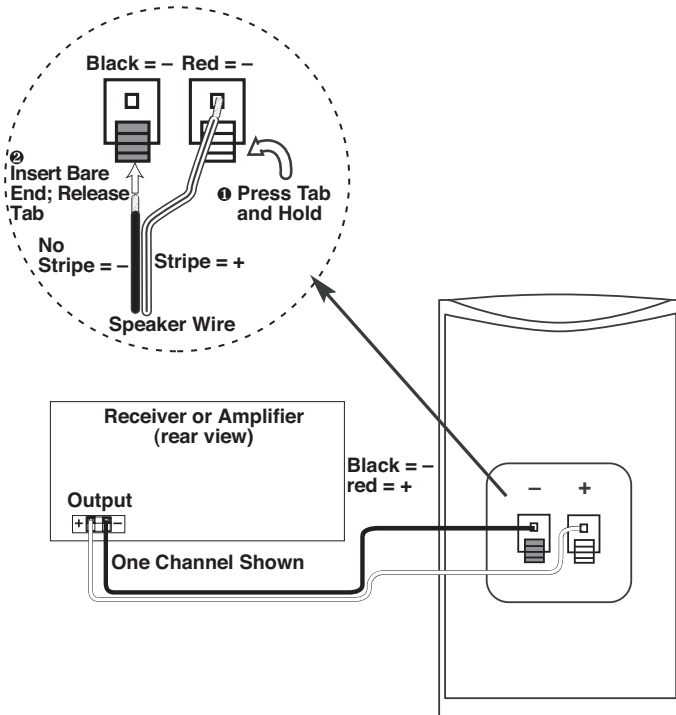 Black = – Red = –
❷
Insert Bare
End; Release
Tab
❶ Press Tab
and Hold
No
Stripe = –
Stripe = +
Speaker Wire
Receiver or Amplifier
(rear view)
Black = –
red = +
– +
Output
+ –
One Channel Shown